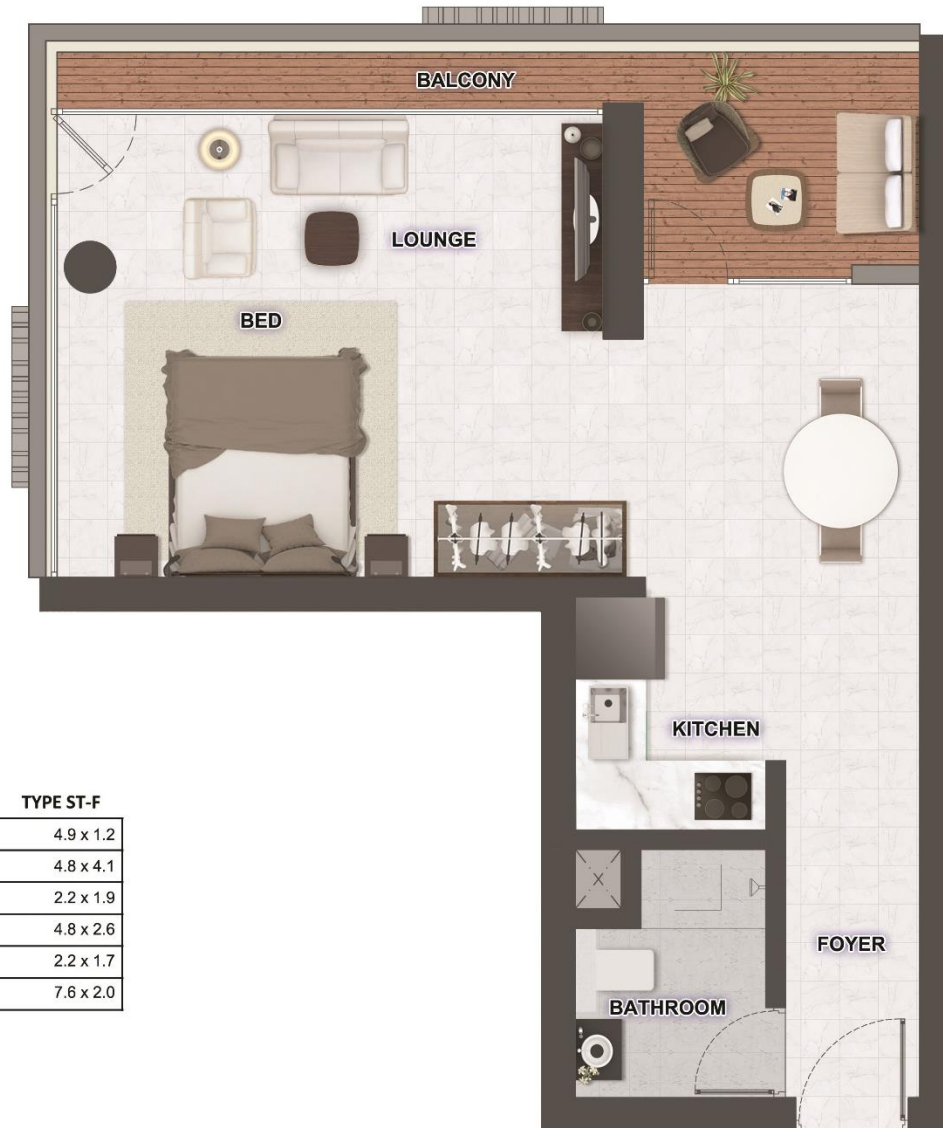 BALCONY
LOUNGE
BED
KITCHEN
TYPE ST-F
4.9 x 1.2
4.8 x 4.1
2.2 x 1.9
4.8 x 2.6
2.2 x 1.7
7.6 x 2.0
FOYER
BATHROOM